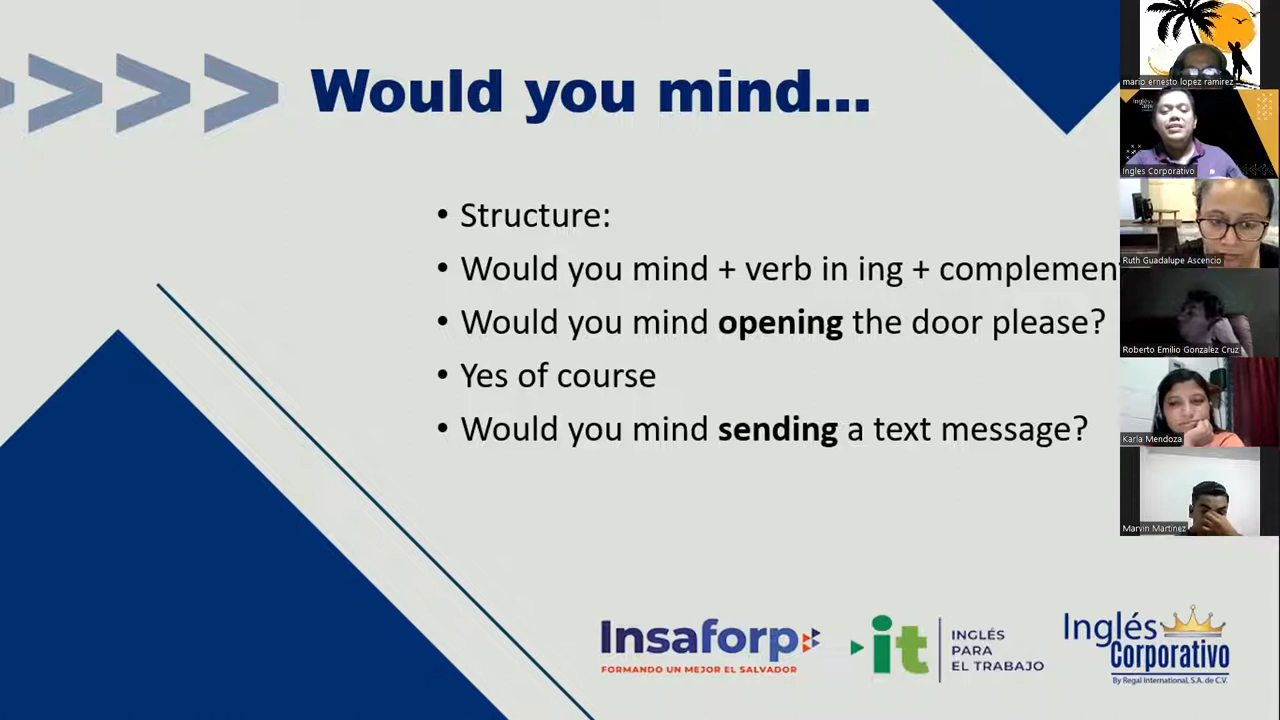 Would you mind...
• Structure:
• Would you mind + verb in ing + complement
• Would you mind opening the door please?
• Yes of course
• Would you mind sending a text message?
Insaforp
FORMANDO UN MEJOR EL SALVADOR
it
INGLÉS
PARA
EL TRABAJO
Inglés
Corporativo
By Regal International, S.A. de C.V.
mario ernesto lopez ramirez
Ingles Corporativo
Ruth Guadalupe Ascencio
Roberto Emilio Gonzalez Cruz
Karla Mendoza
Marvin Martinez